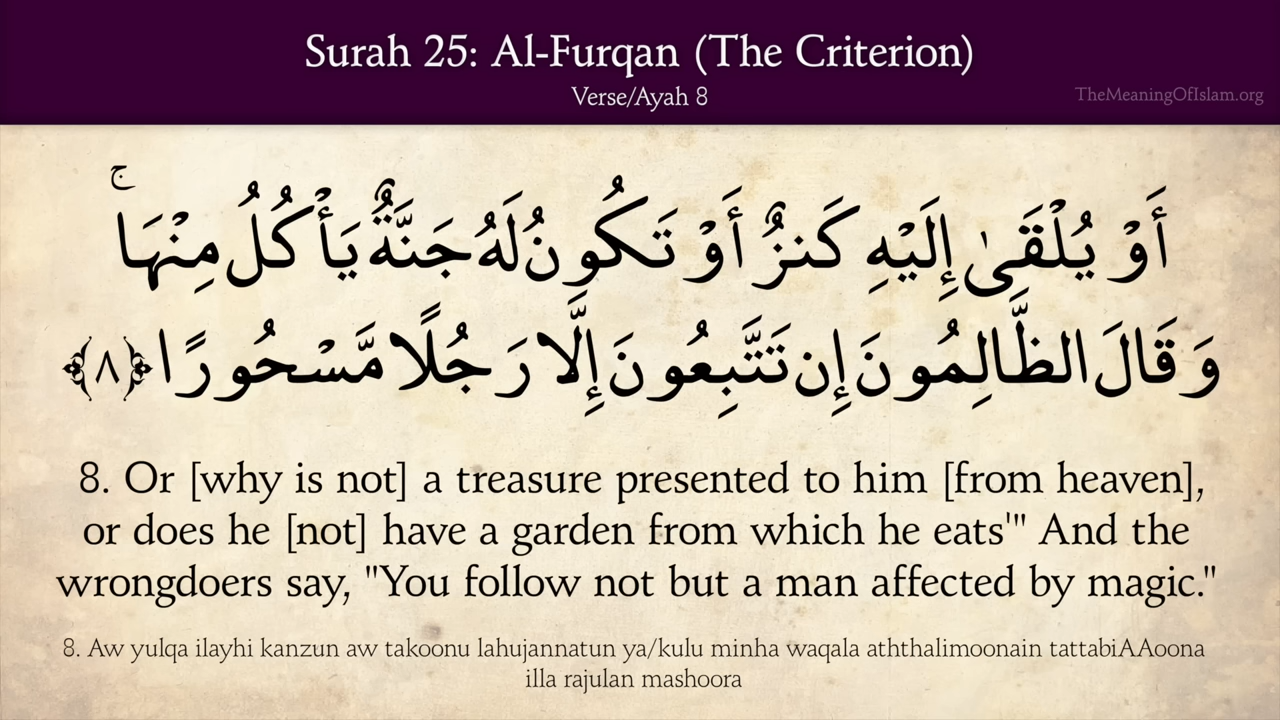 Surah 25: Al-Furqan (The Criterion)
Verse/Ayah 8
TheMeaningOfIslam.org
أَوْ يُلْقَىٰ إِلَيْهِ كَنزٌ أَوْ تَكُونُ لَهُ جَنَّةٌ يَأْكُلُ مِنْهَا ۚ
وَقَالَ الظَّالِمُونَ إِن تَتَّبِعُونَ إِلَّا رَجُلًا مَّسْحُورًا ﴿٨﴾
8. Or [why is not] a treasure presented to him [from heaven],
or does he [not] have a garden from which he eats'" And the
wrongdoers say, "You follow not but a man affected by magic."
8. Aw yulqa ilayhi kanzun aw takoonu lahujannatun ya/kulu minha waqala aththalimoonain tattabiAAoona
illa rajulan mashoora